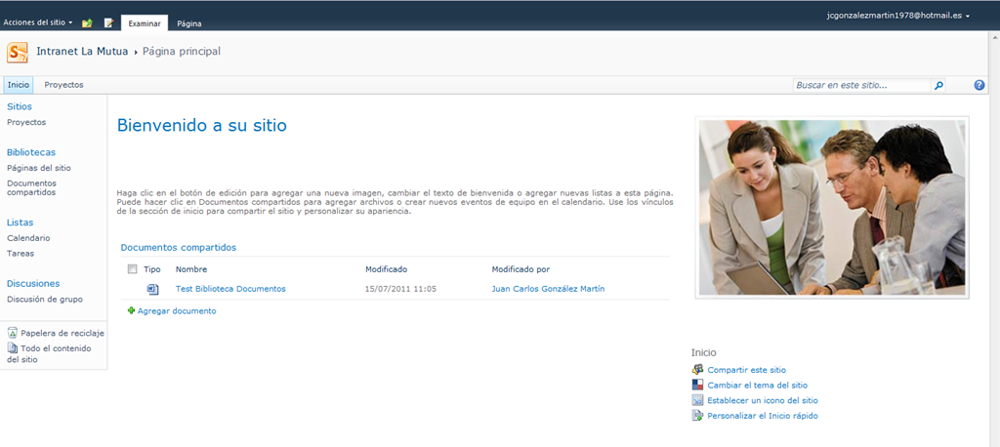 Acciones del sitio
Examinar
Página
jcgonzalezmartin1978@hotmail.es
Intranet La Mutua ▸ Página principal
Inicio
Proyectos
Buscar en este sitio...
Sitios
Proyectos
Bibliotecas
Páginas del sitio
Documentos
compartidos
Listas
Calendario
Tareas
Discusiones
Discusión de grupo
Papelera de reciclaje
Todo el contenido
del sitio
Bienvenido a su sitio
Haga clic en el botón de edición para agregar una nueva imagen, cambiar el texto de bienvenida o agregar nuevas listas a esta página.
Puede hacer clic en Documentos compartidos para agregar archivos o crear nuevos eventos de equipo en el calendario. Use los vínculos
de la sección de inicio para compartir el sitio y personalizar su apariencia.
Documentos compartidos
Tipo Nombre Modificado Modificado por
Test Biblioteca Documentos 15/07/2011 11:05 Juan Carlos González Martín
Agregar documento
Inicio
Compartir este sitio
Cambiar el tema del sitio
Establecer un icono del sitio
Personalizar el Inicio rápido